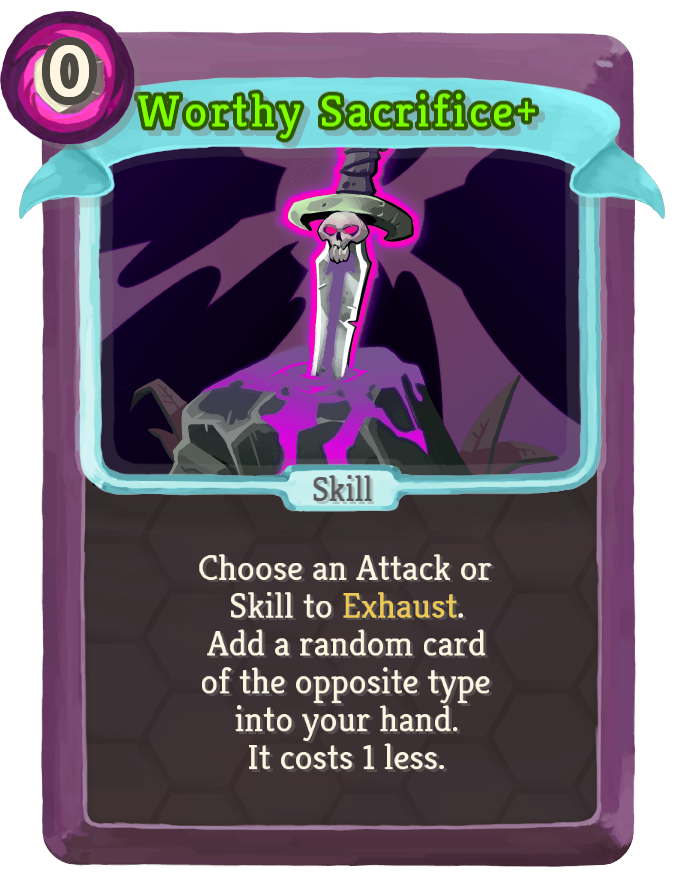 0
Worthy Sacrifice+
Skill
Choose an Attack or
Skill to Exhaust.
Add a random card
of the opposite type
into your hand.
It costs 1 less.